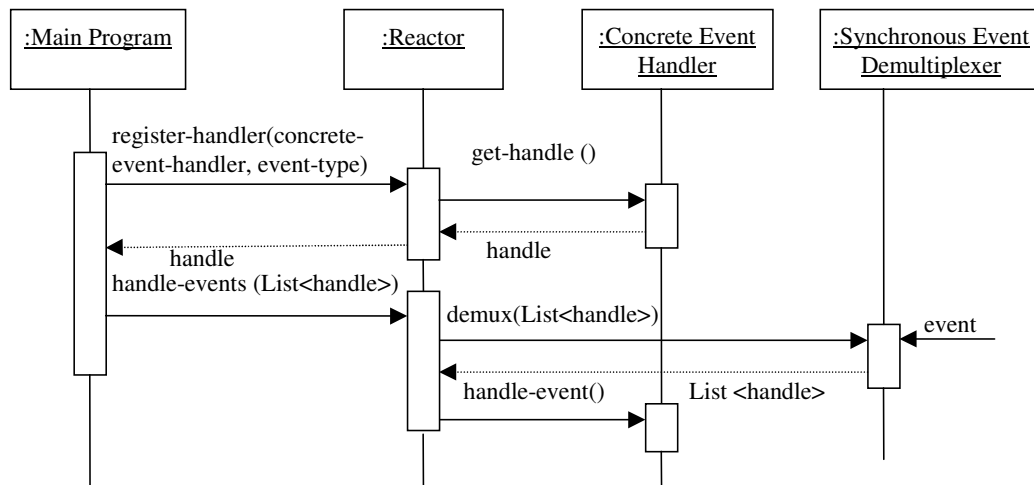 :Main Program
:Reactor
:Concrete Event
Handler
:Synchronous Event
Demultiplexer
register-handler(concrete-
event-handler, event-type)
get-handle ()
handle
handle
handle-events (List<handle>)
demux(List<handle>)
event
handle-event()
List <handle>